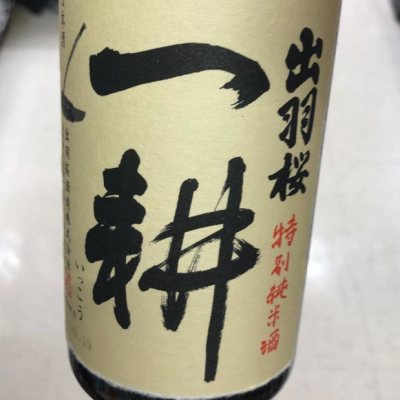 出羽桜
特別純米酒
一耕
いっこう